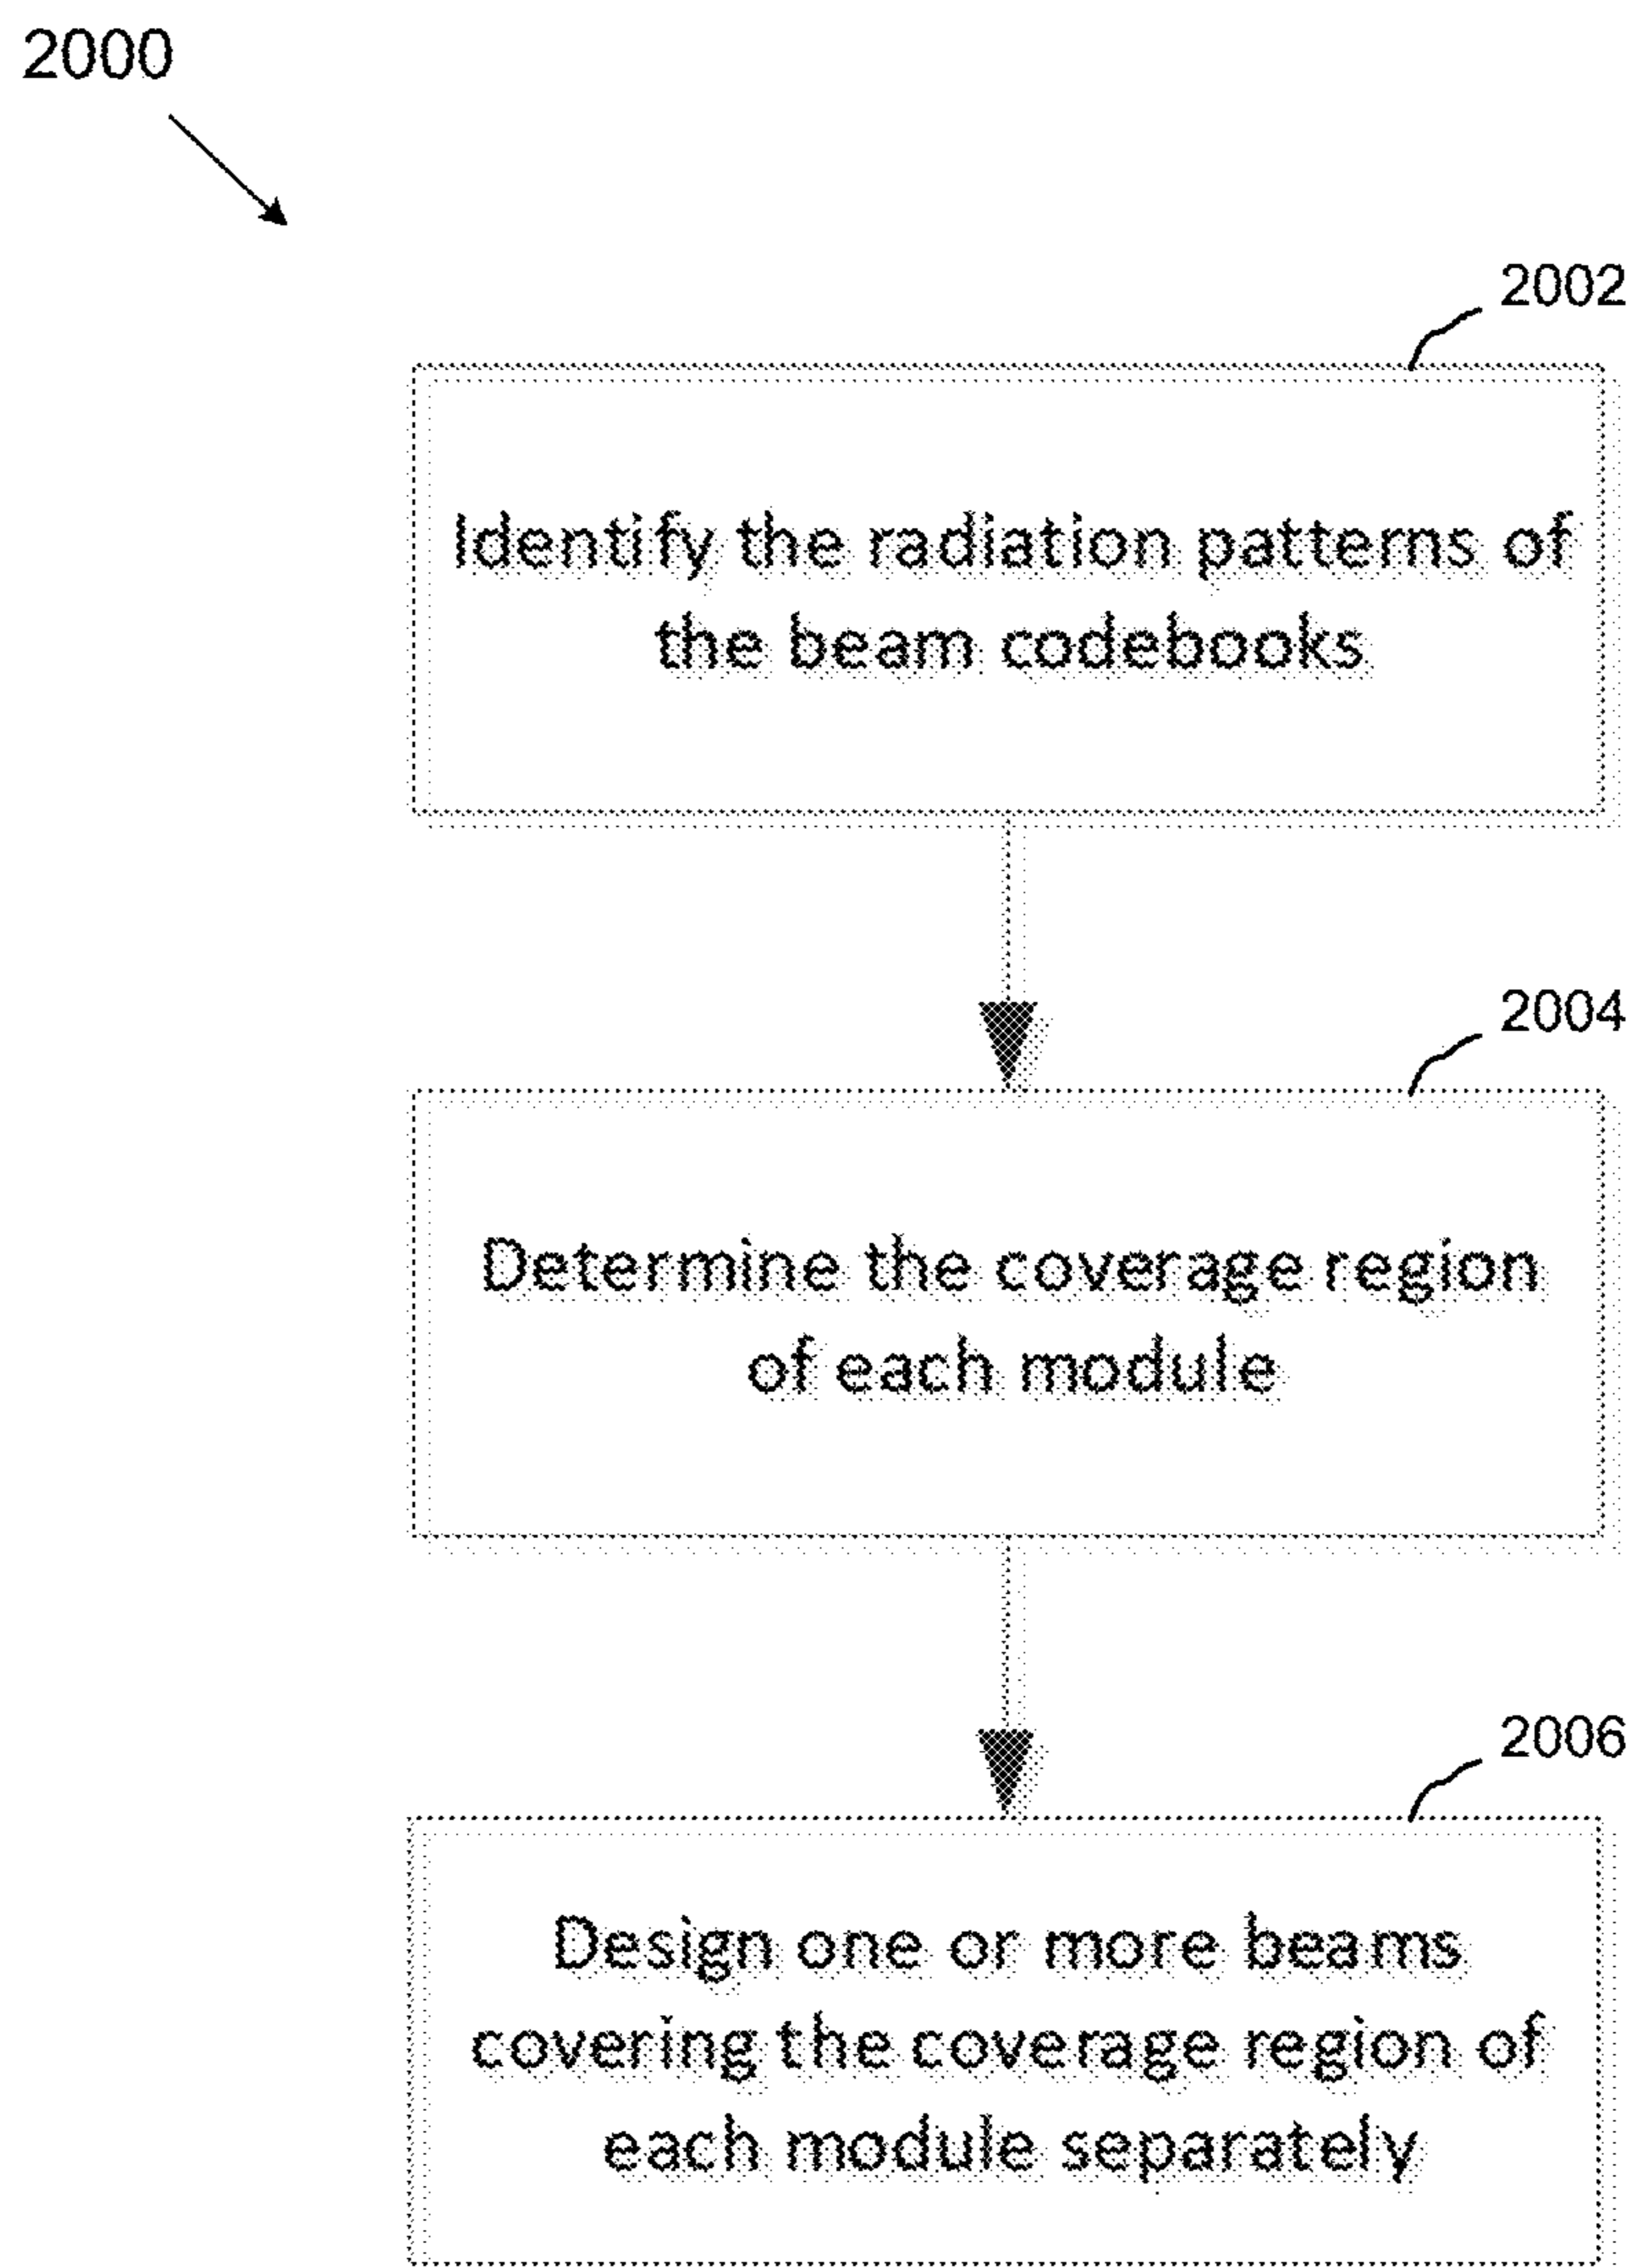 2000
2002
Identify the radiation patterns of
the beam codebooks
2004
Determine the coverage region
of each module
2006
Design one or more beams
covering the coverage region of
each module separately